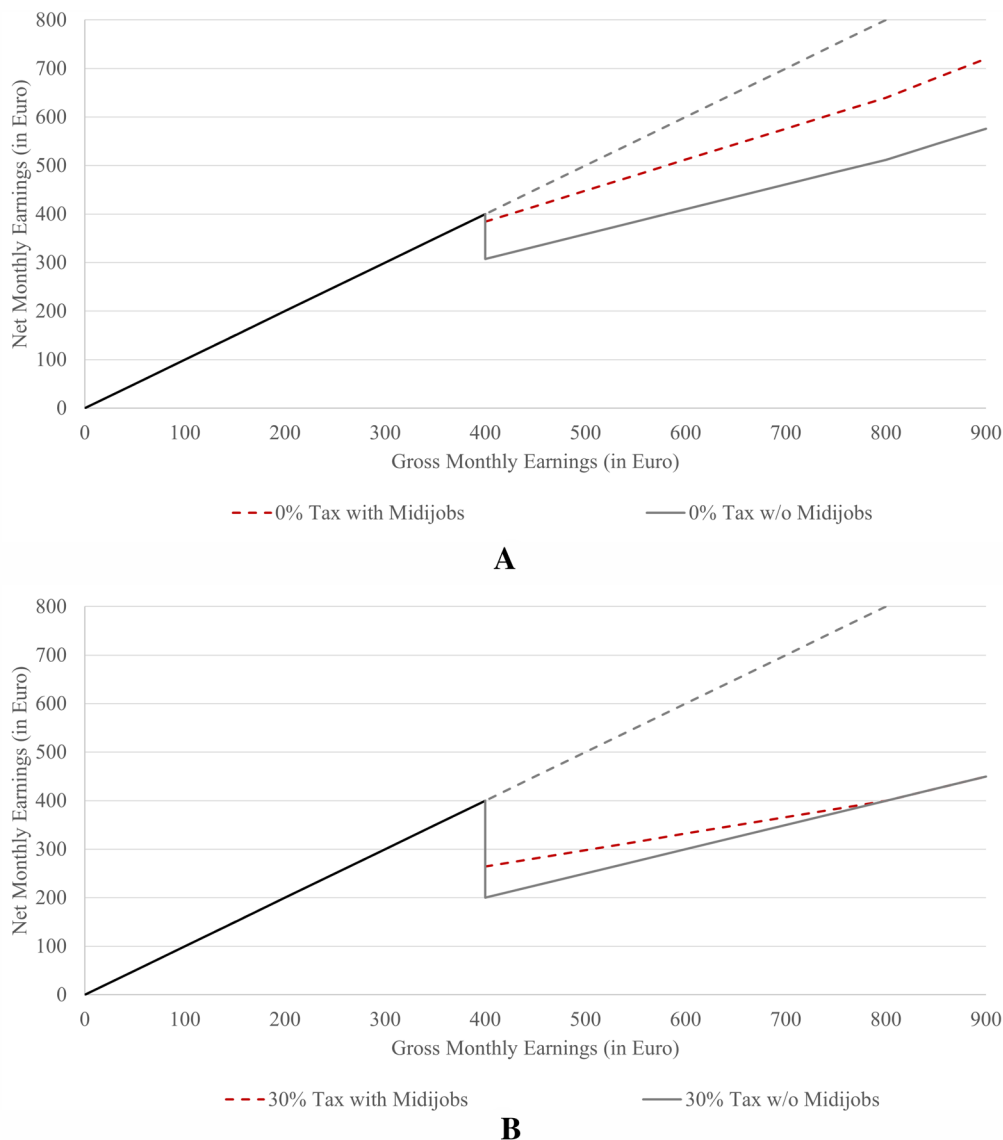 800
700
600
500
400
300
200
100
0
Net Monthly Earnings (in Euro)
0 100 200 300 400 500 600 700 800 900
Gross Monthly Earnings (in Euro)
0% Tax with Midijobs 0% Tax w/o Midijobs
A
800
700
600
500
400
300
200
100
0
Net Monthly Earnings (in Euro)
0 100 200 300 400 500 600 700 800 900
Gross Monthly Earnings (in Euro)
30% Tax with Midijobs 30% Tax w/o Midijobs
B